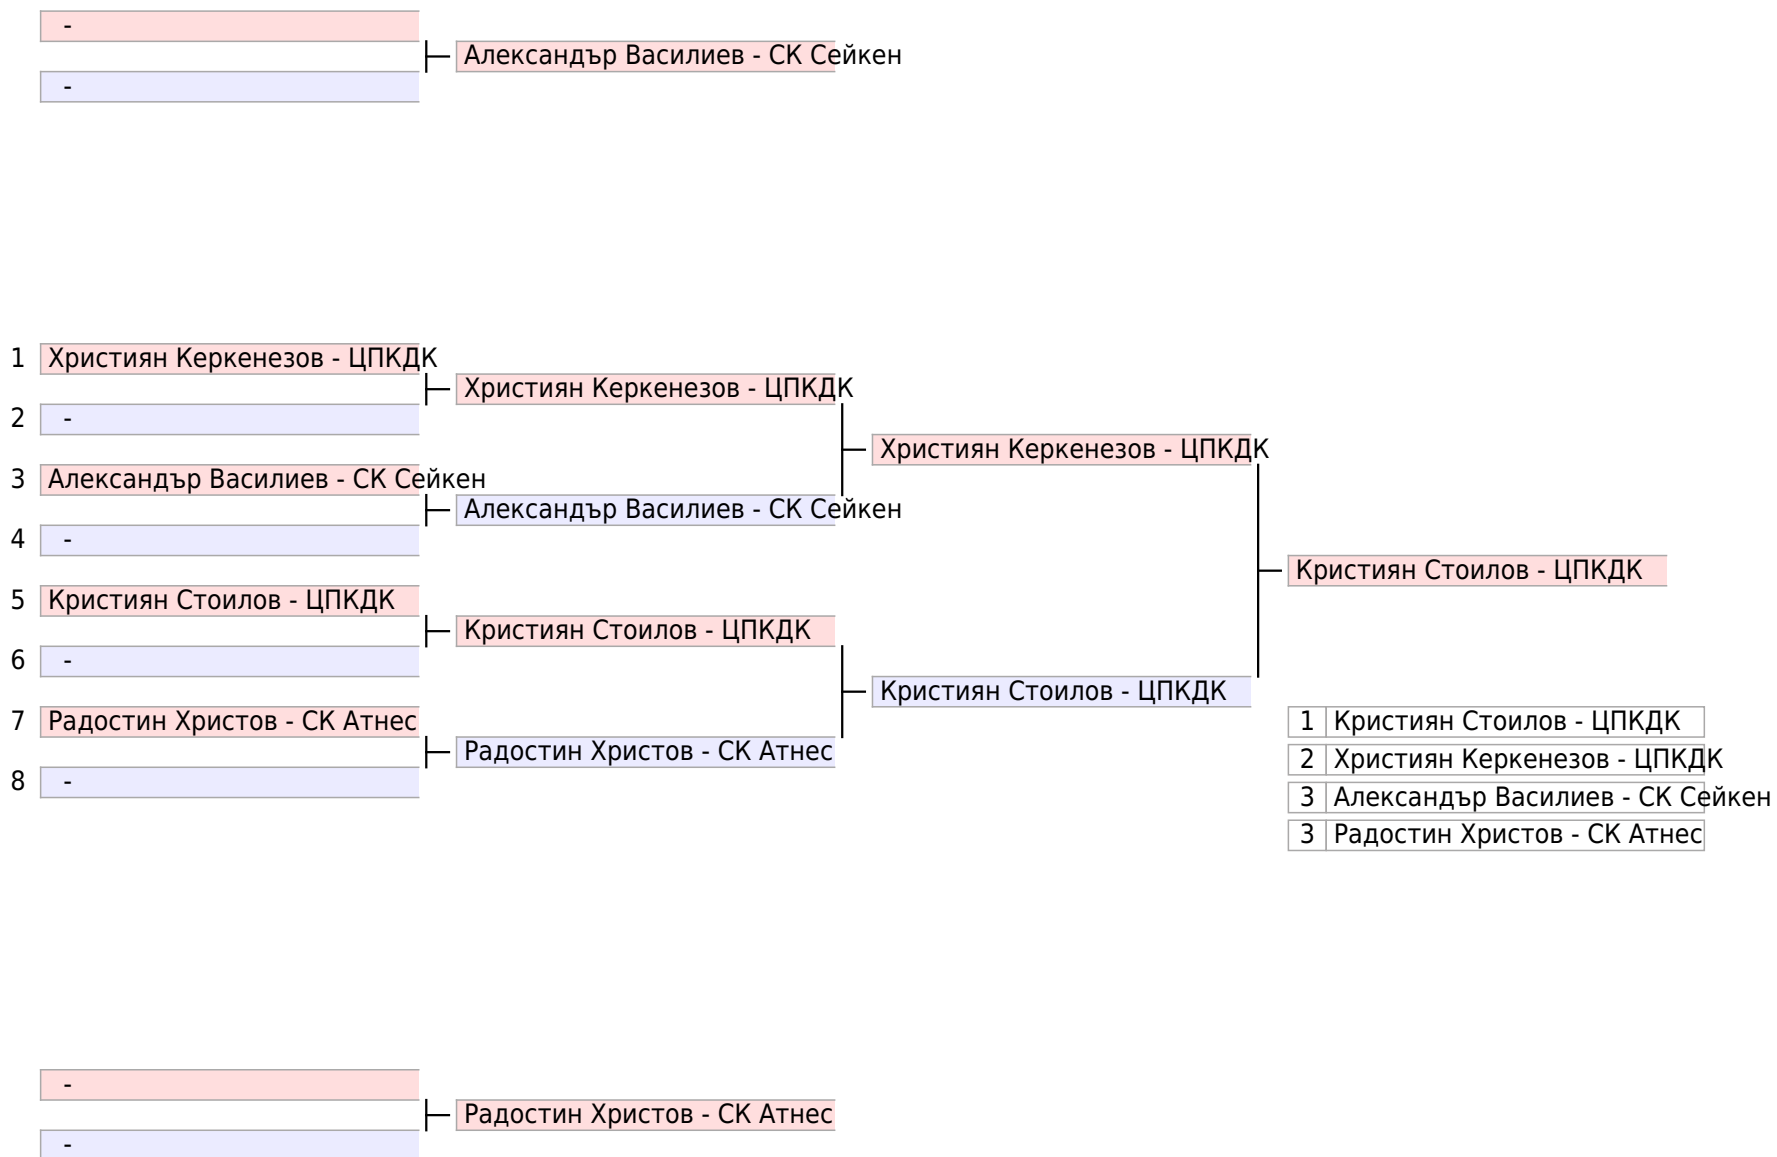 -
Александър Василиев - СК Сейкен
-
1 Християн Керкенезов - ЦПКДК
Християн Керкенезов - ЦПКДК
2 -
Християн Керкенезов - ЦПКДК
3 Александър Василиев - СК Сейкен
Александър Василиев - СК Сейкен
4 -
Кристиян Стоилов - ЦПКДК
5 Кристиян Стоилов - ЦПКДК
Кристиян Стоилов - ЦПКДК
6 -
Кристиян Стоилов - ЦПКДК
7 Радостин Христов - СК Атнес
1 Кристиян Стоилов - ЦПКДК
Радостин Христов - СК Атнес
2 Християн Керкенезов - ЦПКДК
8 -
3 Александър Василиев - СК Сейкен
3 Радостин Христов - СК Атнес
-
Радостин Христов - СК Атнес
-